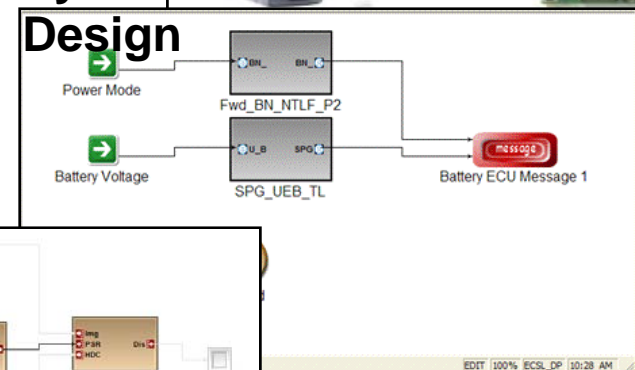 Design
BN_ BN_
Power Mode
Fwd_BN_NTLF_P2
message
U_B SPG
Battery Voltage
Battery ECU Message 1
SPG_UEB_TL
Img
PSR Dis
HDC
EDIT 100% ECSL_DP 10:28 AM